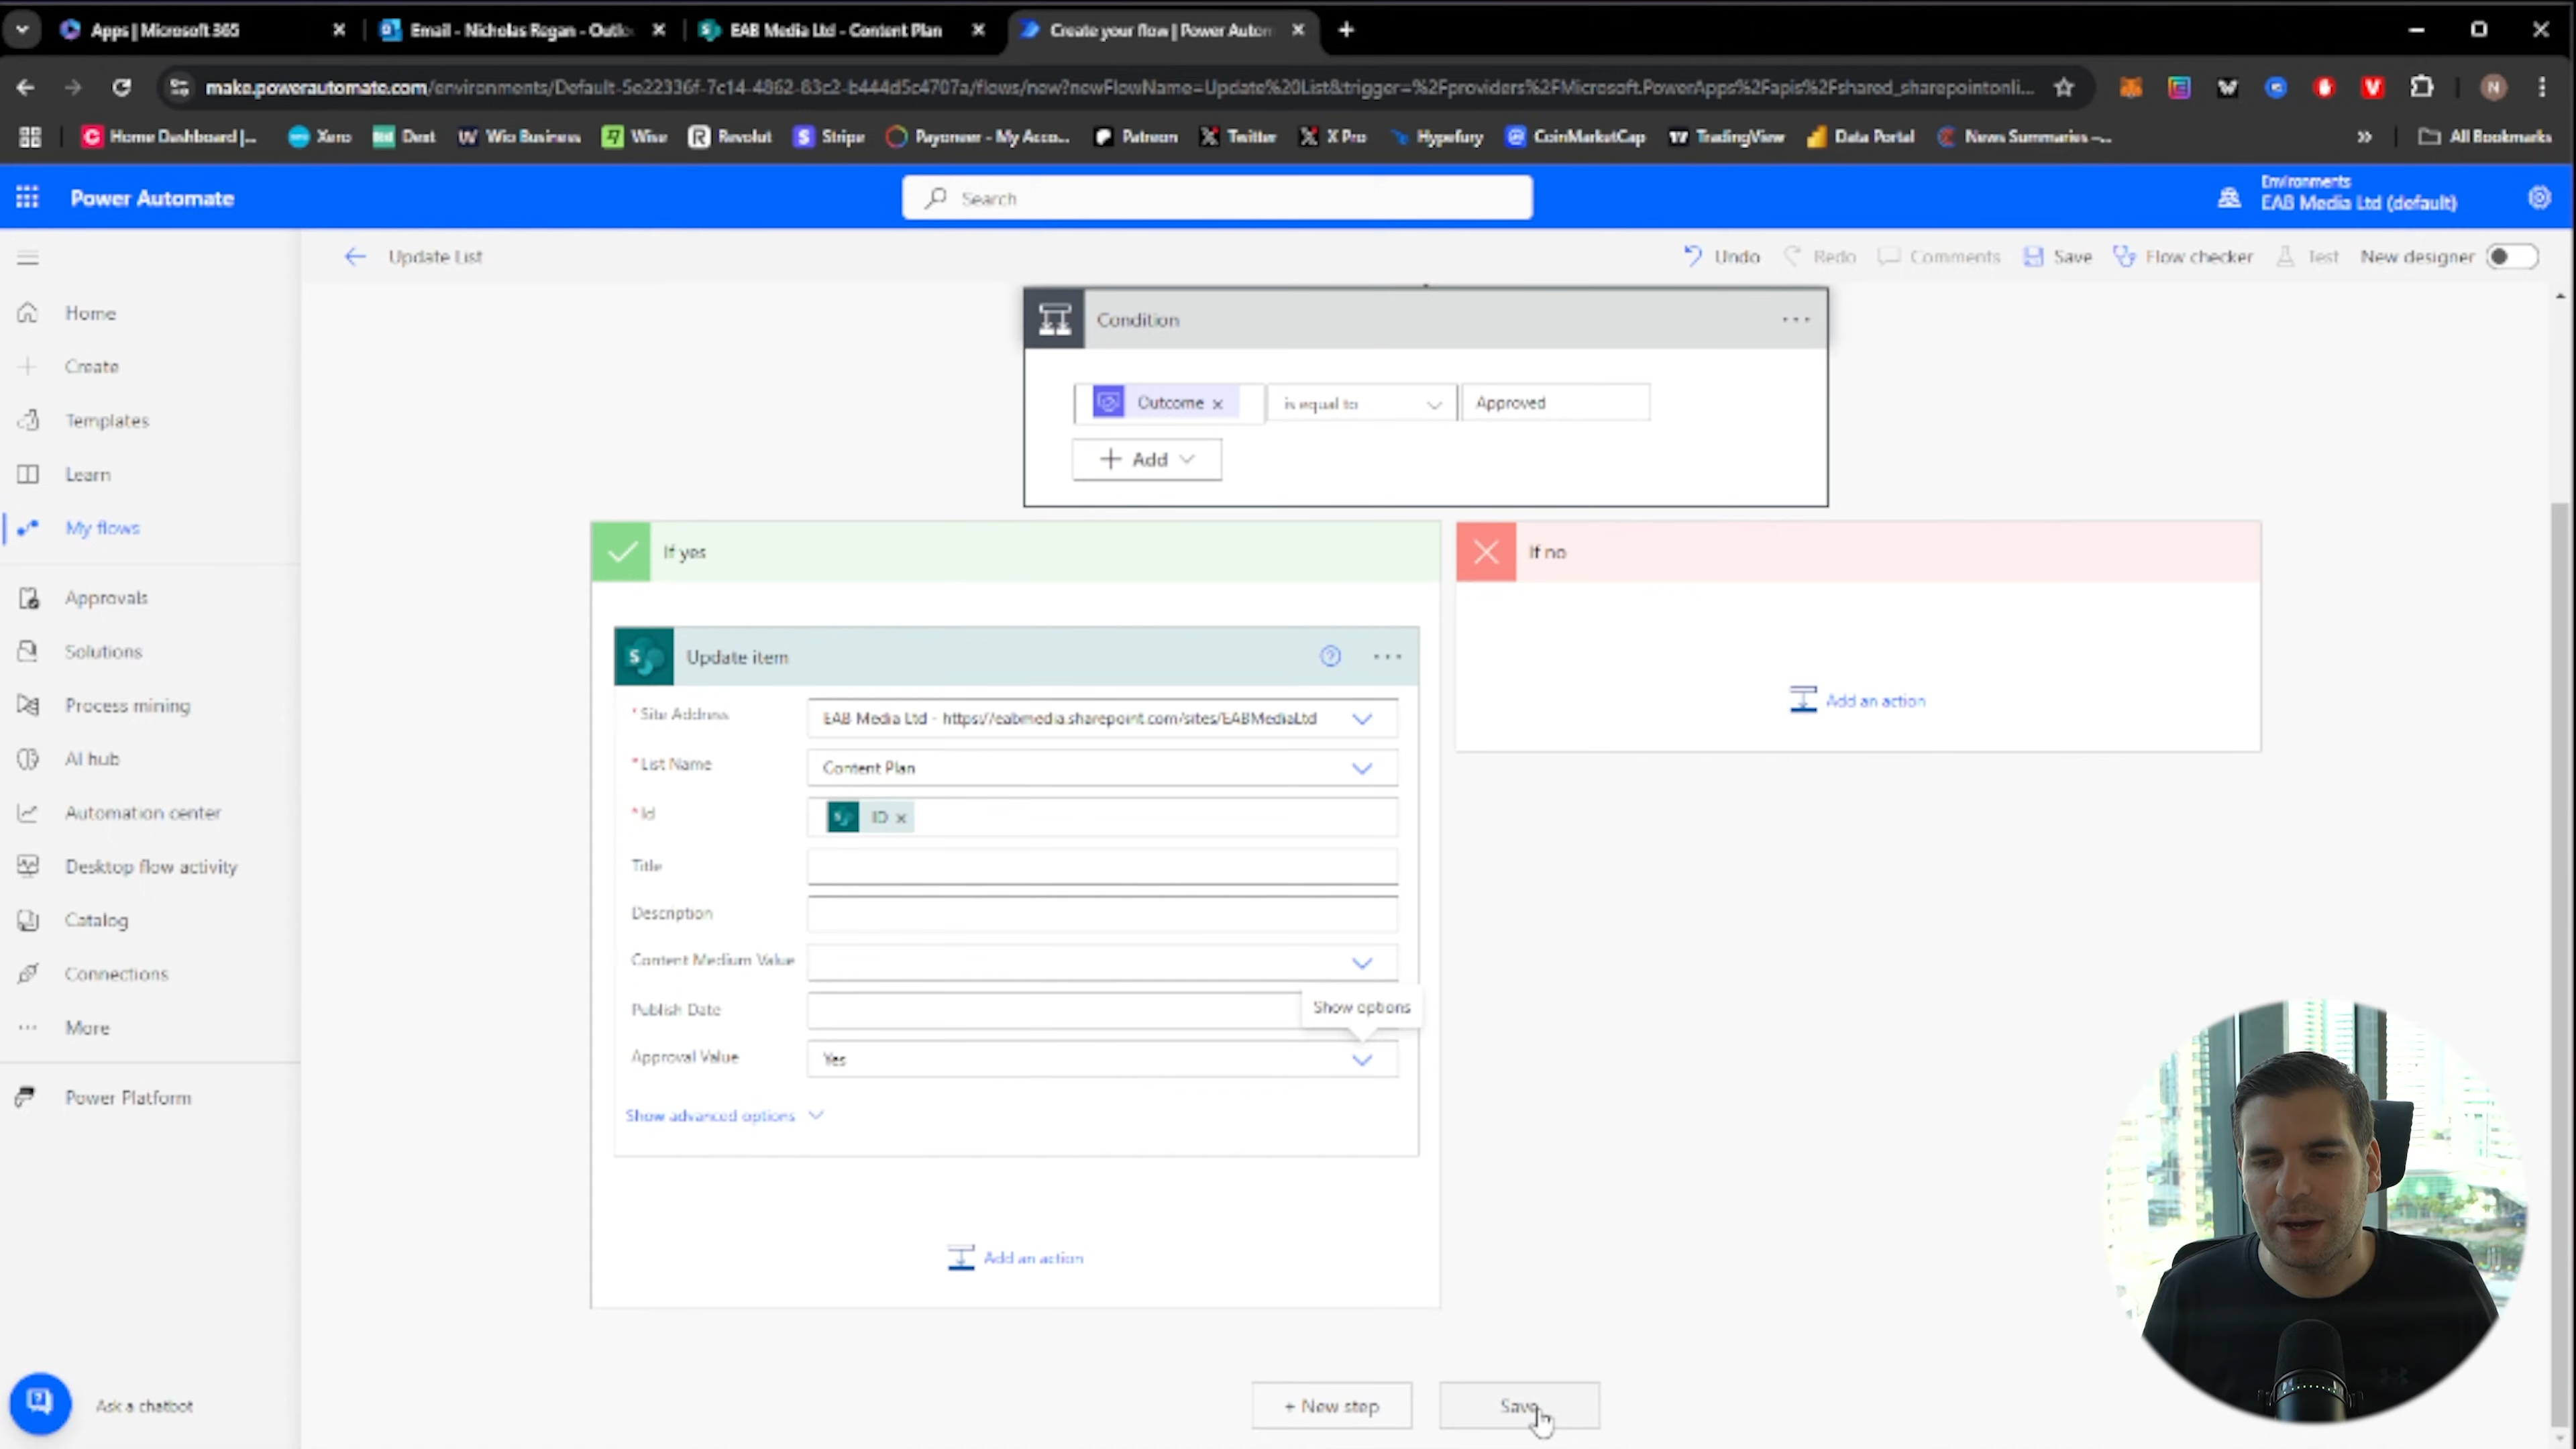 Apps | Microsoft 365
Email - Nicholas Regan - Outlo
EAB Media Ltd - Content Plan
Create your flow | Power Autom
make.powerautomate.com/environments/Default-5e22336f-7c14-4862-83c2-b444d5c4707a/flows/new?newFlowName=Update%20List&trigger=%2Fproviders%2FMicrosoft.PowerApps%2Fapis%2Fshared_sharepointonli...
Home Dashboard |...
Xero
Dext
Wio Business
Wise
Revolut
Stripe
Payoneer - My Acco...
Patreon
Twitter
X Pro
Hypefury
CoinMarketCap
TradingView
Data Portal
News Summaries –...
All Bookmarks
Power Automate
Search
Environments
EAB Media Ltd (default)
Update List
Undo
Redo
Comments
Save
Flow checker
Test
New designer
Home
Create
Templates
Learn
My flows
Approvals
Solutions
Process mining
AI hub
Automation center
Desktop flow activity
Catalog
Connections
More
Power Platform
Ask a chatbot
Condition
Outcome
is equal to
Approved
Add
If yes
If no
Update item
* Site Address
EAB Media Ltd - https://eabmedia.sharepoint.com/sites/EABMediaLtd
* List Name
Content Plan
* Id
ID
Title
Description
Content Medium Value
Publish Date
Show options
Approval Value
Yes
Show advanced options
Add an action
Add an action
+ New step
Save